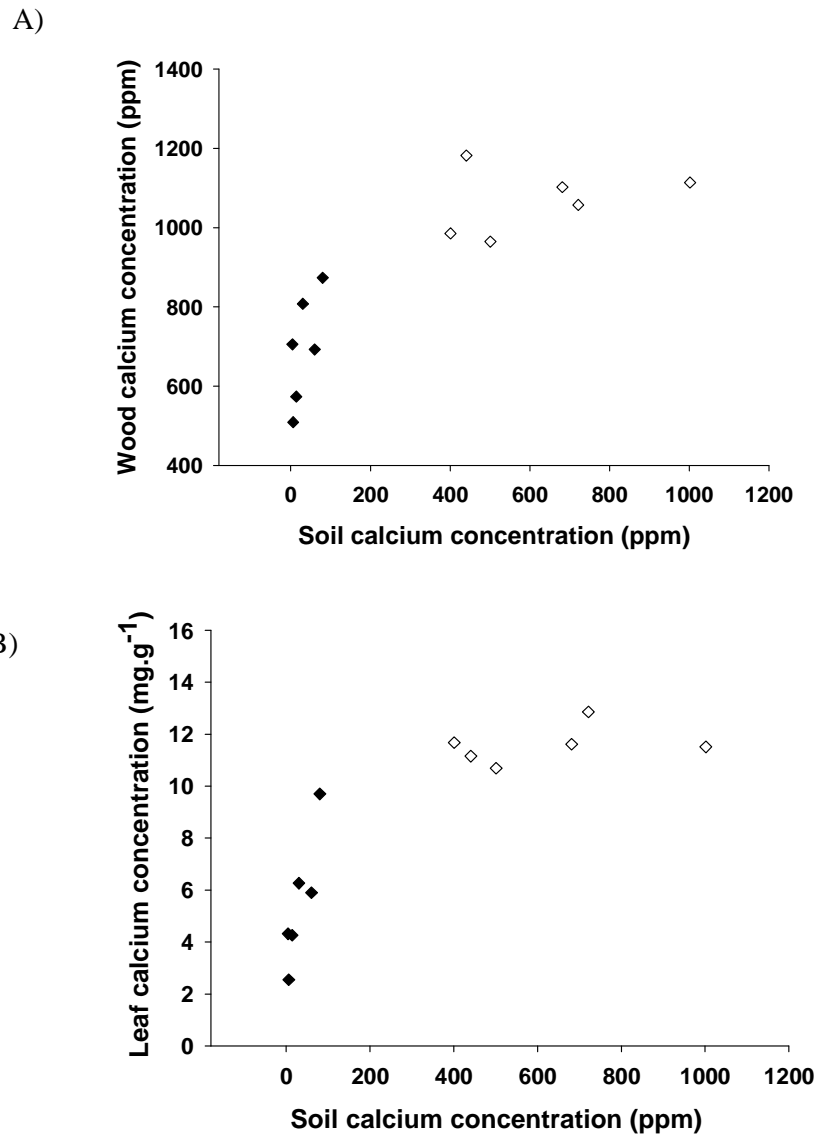 A)
1400
1200
1000
800
600
400
Wood calcium concentration (ppm)
0 200 400 600 800 1000 1200
Soil calcium concentration (ppm)
B)
16
14
12
10
8
6
4
2
0
Leaf calcium concentration (mg.g⁻¹)
0 200 400 600 800 1000 1200
Soil calcium concentration (ppm)